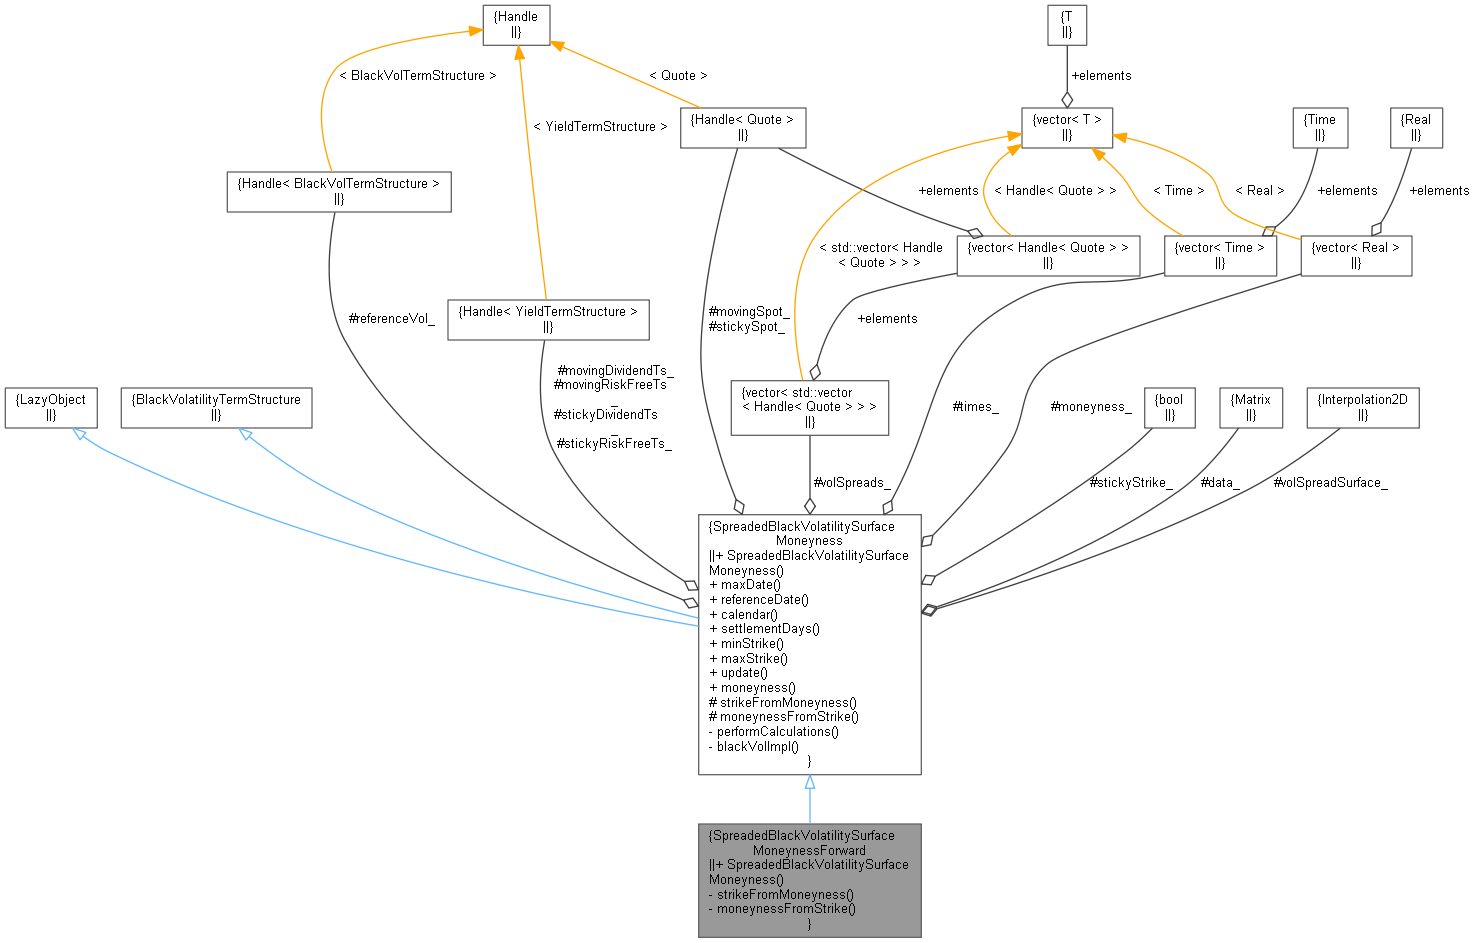 {Handle
||}
{T
||}
< BlackVolTermStructure >
< Quote >
+elements
{Handle< Quote >
||}
{vector< T >
||}
{Time
||}
{Real
||}
< YieldTermStructure >
{Handle< BlackVolTermStructure >
||}
+elements
< Handle< Quote > >
< Time >
< Real >
+elements
+elements
< std::vector< Handle
< Quote > > >
{vector< Handle< Quote > >
||}
{vector< Time >
||}
{vector< Real >
||}
{Handle< YieldTermStructure >
||}
#referenceVol_
#movingSpot_
#stickySpot_
+elements
#movingDividendTs_
#movingRiskFreeTs
_
#stickyDividendTs
_
#stickyRiskFreeTs_
{LazyObject
||}
{BlackVolatilityTermStructure
||}
{vector< std::vector
< Handle< Quote > > >
||}
#times_
#moneyness_
{bool
||}
{Matrix
||}
{Interpolation2D
||}
#volSpreads_
#stickyStrike_
#data_
#volSpreadSurface_
{SpreadedBlackVolatilitySurface
Moneyness
||+ SpreadedBlackVolatilitySurface
Moneyness()
+ maxDate()
+ referenceDate()
+ calendar()
+ settlementDays()
+ minStrike()
+ maxStrike()
+ update()
+ moneyness()
# strikeFromMoneyness()
# moneynessFromStrike()
- performCalculations()
- blackVolImpl()
}
{SpreadedBlackVolatilitySurface
MoneynessForward
||+ SpreadedBlackVolatilitySurface
Moneyness()
- strikeFromMoneyness()
- moneynessFromStrike()
}